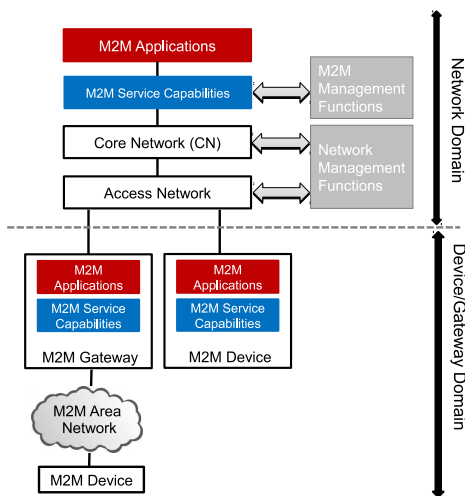 M2M Applications
M2M Service Capabilities
M2M
Management
Functions
Core Network (CN)
Network
Management
Functions
Access Network
Network Domain
M2M
Applications
M2M Service
Capabilities
M2M Gateway
M2M
Applications
M2M Service
Capabilities
M2M Device
M2M Area
Network
M2M Device
Device/Gateway Domain